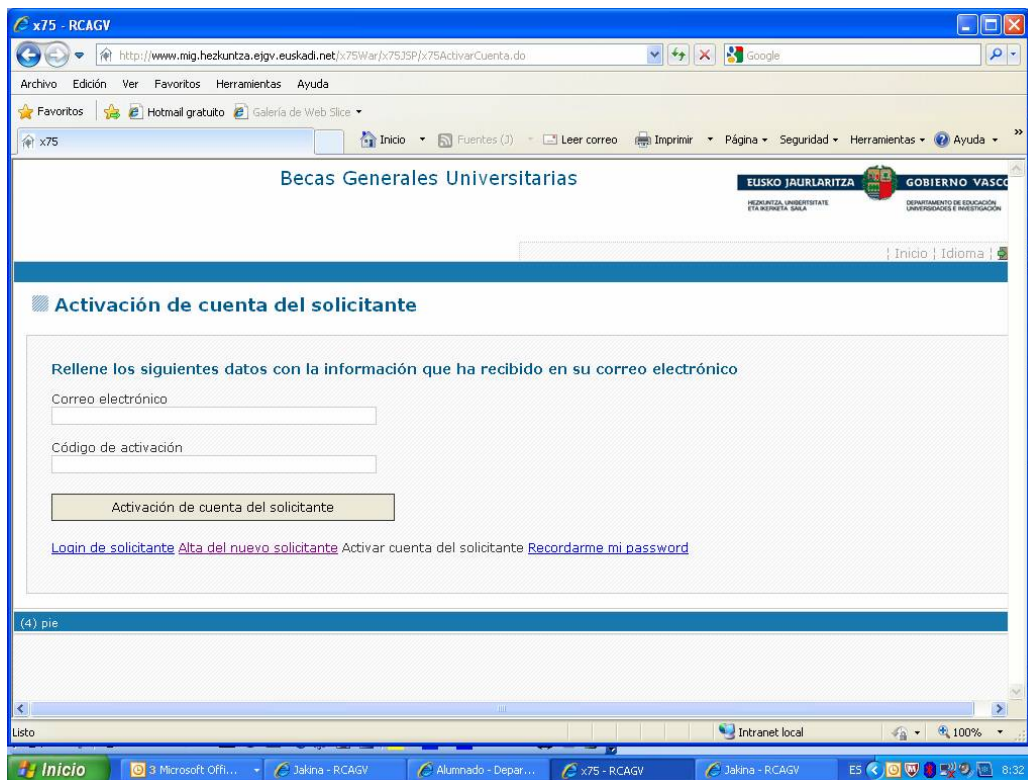 x75 - RCAGV
http://www.mig.hezkuntza.ejgv.euskadi.net/x75War/x75JSP/x75ActivarCuenta.do
Google
Archivo Edición Ver Favoritos Herramientas Ayuda
Favoritos Hotmail gratuito Galería de Web Slice
x75 Inicio Fuentes (J) Leer correo Imprimir Página Seguridad Herramientas Ayuda »
Becas Generales Universitarias
EUSKO JAURLARITZA GOBIERNO VASCO
HEZKUNTZA, UNIBERTSITATE ETA IKERKETA SAILA
DEPARTAMENTO DE EDUCACIÓN UNIVERSIDADES E INVESTIGACIÓN
¦ Inicio ¦ Idioma ¦
Activación de cuenta del solicitante
Rellene los siguientes datos con la información que ha recibido en su correo electrónico
Correo electrónico
Código de activación
Activación de cuenta del solicitante
Login de solicitante Alta del nuevo solicitante Activar cuenta del solicitante Recordarme mi password
(4) pie
Listo Intranet local 100%
Inicio 3 Microsoft Offi... Jakina - RCAGV Alumnado - Depar... x75 - RCAGV Jakina - RCAGV ES 8:32